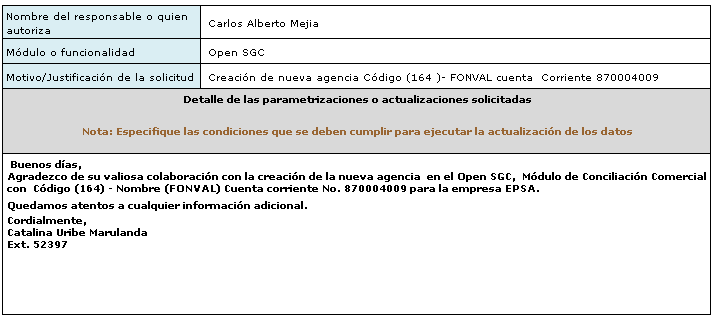 Nombre del responsable o quien
autoriza
Carlos Alberto Mejia
Módulo o funcionalidad
Open SGC
Motivo/Justificación de la solicitud
Creación de nueva agencia Código (164 )- FONVAL cuenta  Corriente 870004009
Detalle de las parametrizaciones o actualizaciones solicitadas
Nota: Especifique las condiciones que se deben cumplir para ejecutar la actualización de los datos
Buenos días,
Agradezco de su valiosa colaboración con la creación de la nueva agencia  en el Open SGC,  Módulo de Conciliación Comercial
con  Código (164) - Nombre (FONVAL) Cuenta corriente No. 870004009 para la empresa EPSA.
Quedamos atentos a cualquier información adicional.
Cordialmente,
Catalina Uribe Marulanda
Ext. 52397